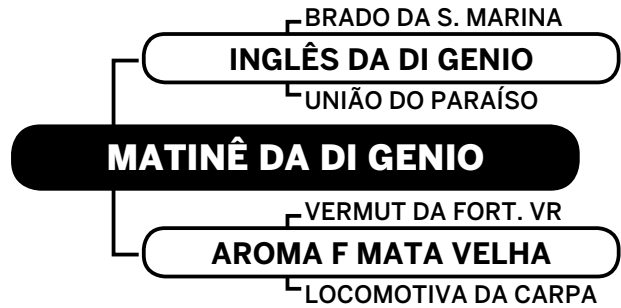 BRADO DA S. MARINA
INGLÊS DA DI GENIO
UNIÃO DO PARAÍSO
MATINÊ DA DI GENIO
VERMUT DA FORT. VR
AROMA F MATA VELHA
LOCOMOTIVA DA CARPA